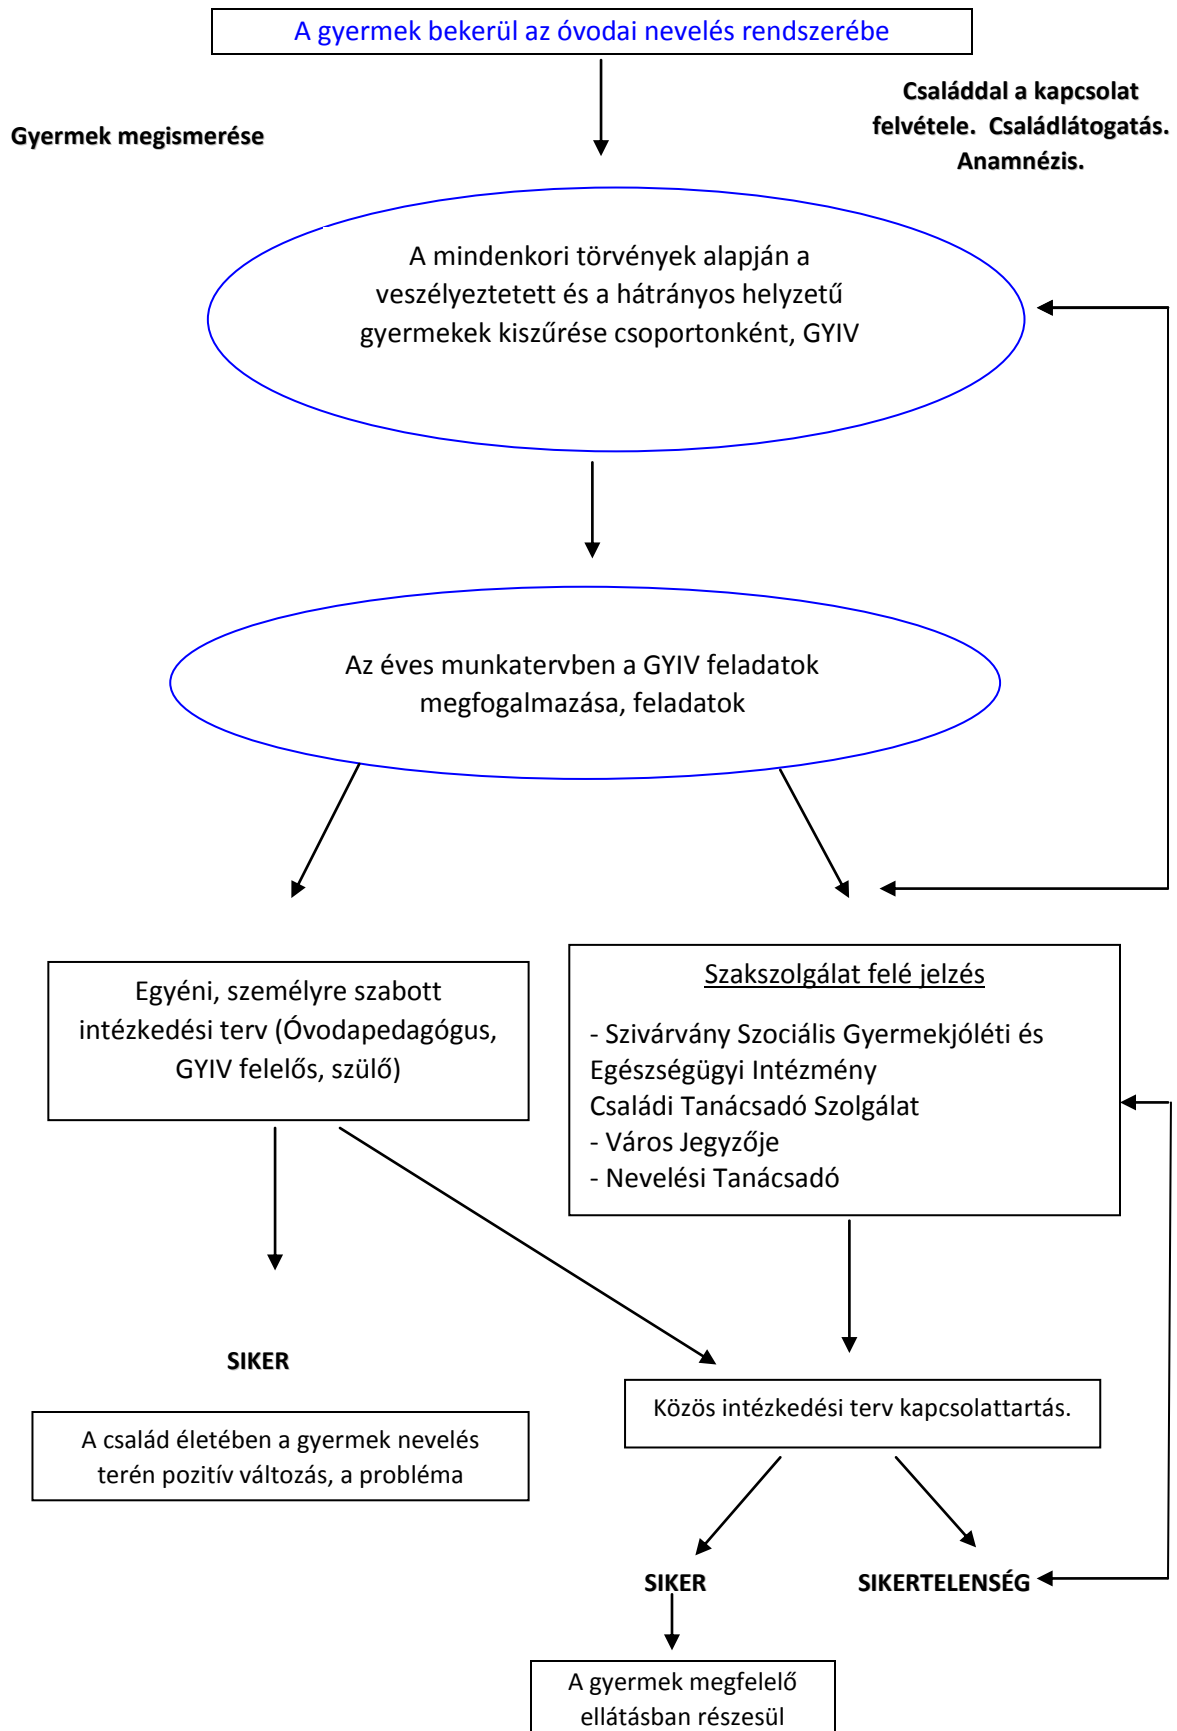 A gyermek bekerül az óvodai nevelés rendszerébe
Gyermek megismerése
Családdal a kapcsolat
felvétele. Családlátogatás.
Anamnézis.
A mindenkori törvények alapján a
veszélyeztetett és a hátrányos helyzetű
gyermekek kiszűrése csoportonként, GYIV
Az éves munkatervben a GYIV feladatok
megfogalmazása, feladatok
Egyéni, személyre szabott
intézkedési terv (Óvodapedagógus,
GYIV felelős, szülő)
Szakszolgálat felé jelzés
- Szivárvány Szociális Gyermekjóléti és
Egészségügyi Intézmény
Családi Tanácsadó Szolgálat
- Város Jegyzője
- Nevelési Tanácsadó
SIKER
A család életében a gyermek nevelés
terén pozitív változás, a probléma
Közös intézkedési terv kapcsolattartás.
SIKER
SIKERTELENSÉG
A gyermek megfelelő
ellátásban részesül